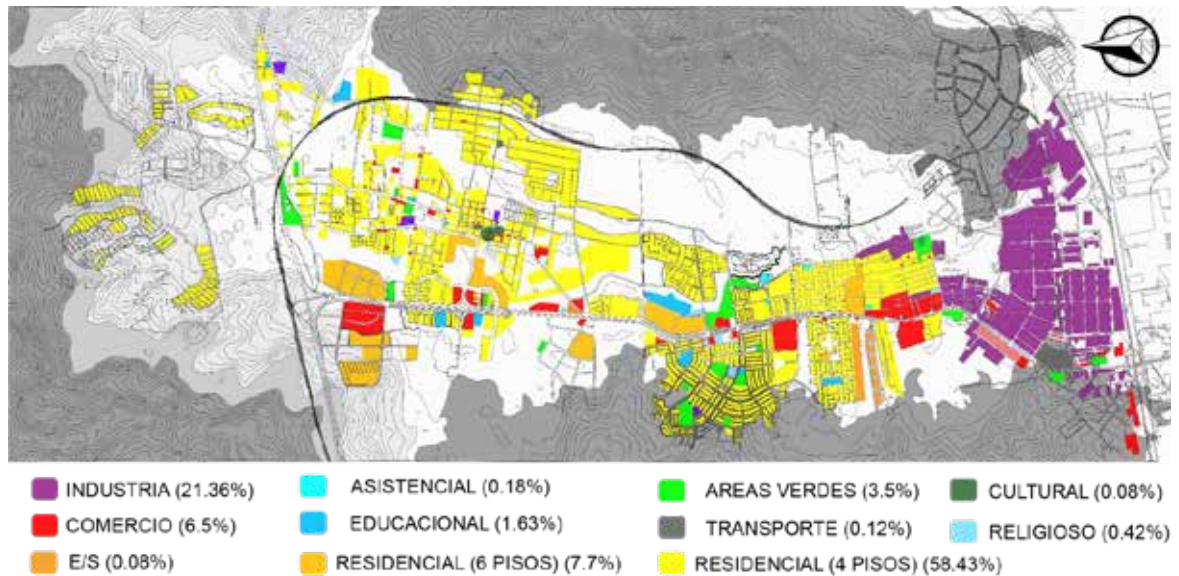 INDUSTRIA (21.36%)
ASISTENCIAL (0.18%)
AREAS VERDES (3.5%)
CULTURAL (0.08%)
COMERCIO (6.5%)
EDUCACIONAL (1.63%)
TRANSPORTE (0.12%)
RELIGIOSO (0.42%)
E/S (0.08%)
RESIDENCIAL (6 PISOS) (7.7%)
RESIDENCIAL (4 PISOS) (58.43%)